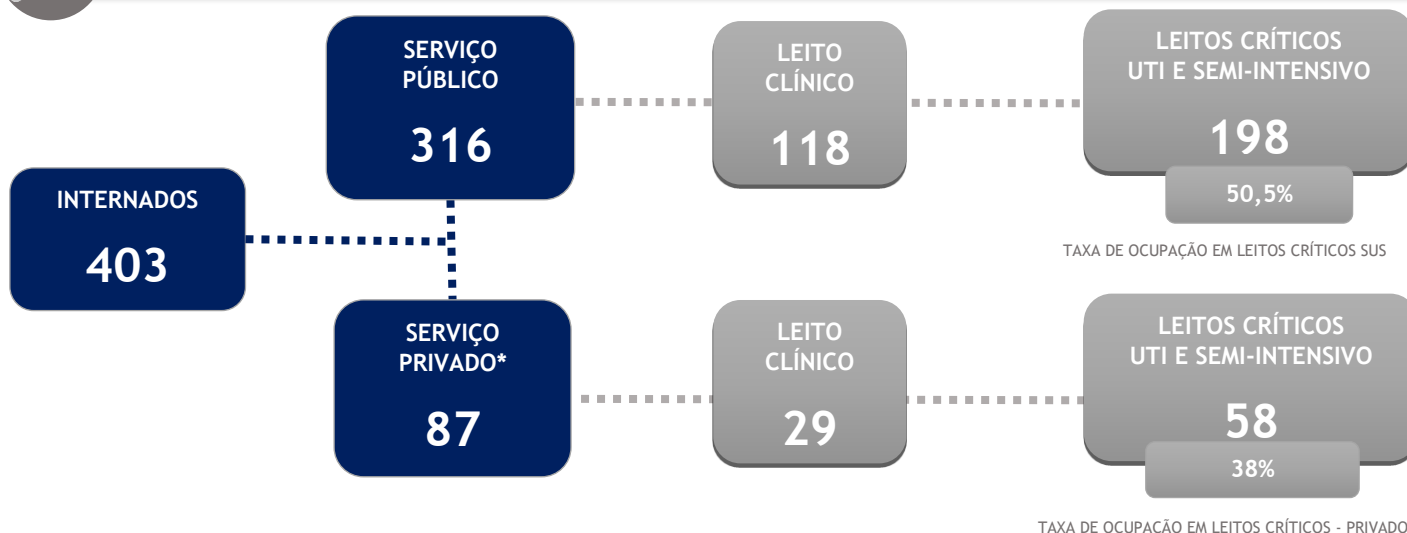 INTERNADOS
403
SERVIÇO
PÚBLICO
316
LEITO
CLÍNICO
118
LEITOS CRÍTICOS
UTI E SEMI-INTENSIVO
198
50,5%
TAXA DE OCUPAÇÃO EM LEITOS CRÍTICOS SUS
SERVIÇO
PRIVADO*
87
LEITO
CLÍNICO
29
LEITOS CRÍTICOS
UTI E SEMI-INTENSIVO
58
38%
TAXA DE OCUPAÇÃO EM LEITOS CRÍTICOS - PRIVADO